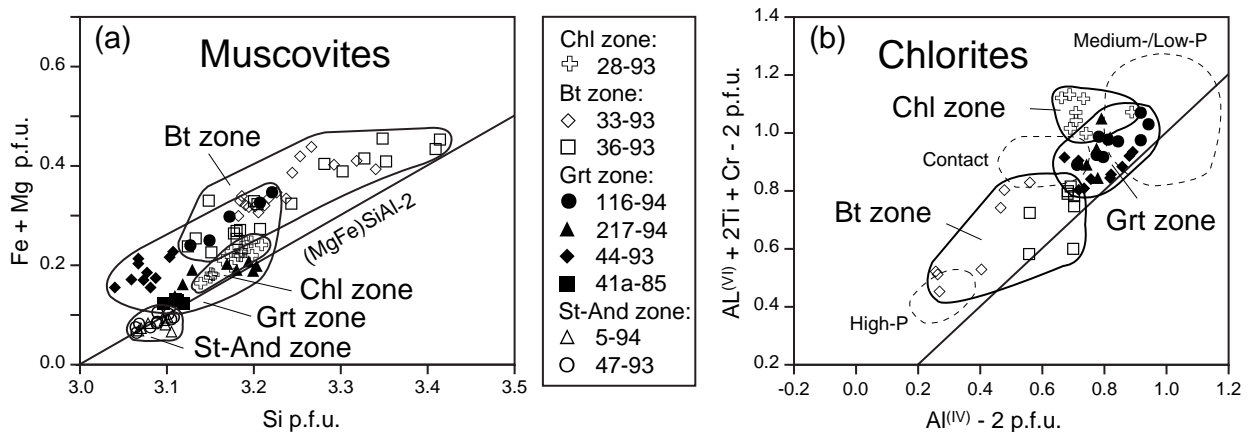 (a) Muscovites
Fe + Mg p.f.u.
0.6
0.4
0.2
0.0
3.0 3.1 3.2 3.3 3.4 3.5
Si p.f.u.
Bt zone
(MgFe)SiAl-2
Chl zone
Grt zone
St-And zone
Chl zone:
28-93
Bt zone:
33-93
36-93
Grt zone:
116-94
217-94
44-93
41a-85
St-And zone:
5-94
47-93
(b) Chlorites
AL(VI) + 2Ti + Cr - 2 p.f.u.
1.4
1.2
1.0
0.8
0.6
0.4
0.2
-0.2 0.0 0.2 0.4 0.6 0.8 1.0 1.2
Al(IV) - 2 p.f.u.
Medium-/Low-P
Chl zone
Contact
Grt zone
Bt zone
High-P